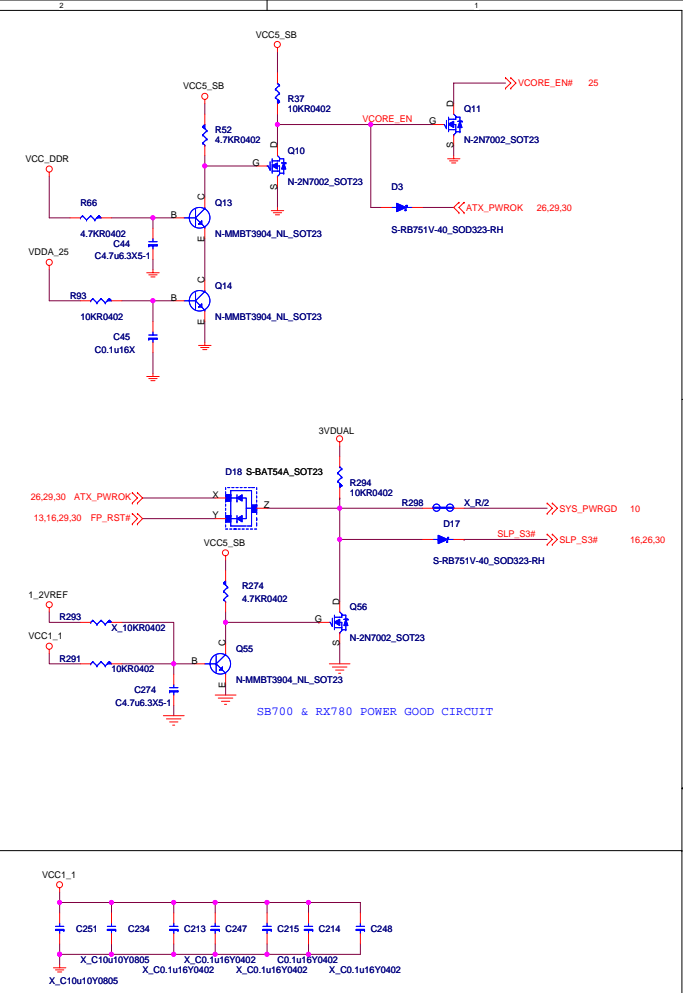 2
1
VCC5_SB
VCC5_SB
R37
10KR0402
VCORE_EN# 25
D
Q11
VCORE_EN
G
S
N-2N7002_SOT23
R52
4.7KR0402
D
Q10
G
S
N-2N7002_SOT23
VCC_DDR
D3
ATX_PWROK 26,29,30
S-RB751V-40_SOD323-RH
R66
4.7KR0402
C
B
Q13
E
N-MMBT3904_NL_SOT23
C44
C4.7u6.3X5-1
VDDA_25
R93
10KR0402
C
B
Q14
E
N-MMBT3904_NL_SOT23
C45
C0.1u16X
3VDUAL
D18 S-BAT54A_SOT23
R294
10KR0402
26,29,30 ATX_PWROK
X
Z
13,16,29,30 FP_RST#
Y
R298
X_R/2
SYS_PWRGD 10
D17
SLP_S3#
SLP_S3# 16,26,30
S-RB751V-40_SOD323-RH
VCC5_SB
R274
4.7KR0402
1_2VREF
R293
X_10KR0402
VCC1_1
R291
10KR0402
D
Q56
G
S
N-2N7002_SOT23
C
B
Q55
E
N-MMBT3904_NL_SOT23
C274
C4.7u6.3X5-1
SB700 & RX780 POWER GOOD CIRCUIT
VCC1_1
C251
C234
C213
C247
C215
C214
C248
X_C10u10Y0805
X_C0.1u16Y0402
C0.1u16Y0402
X_C0.1u16Y0402
X_C0.1u16Y0402
X_C0.1u16Y0402
X_C10u10Y0805